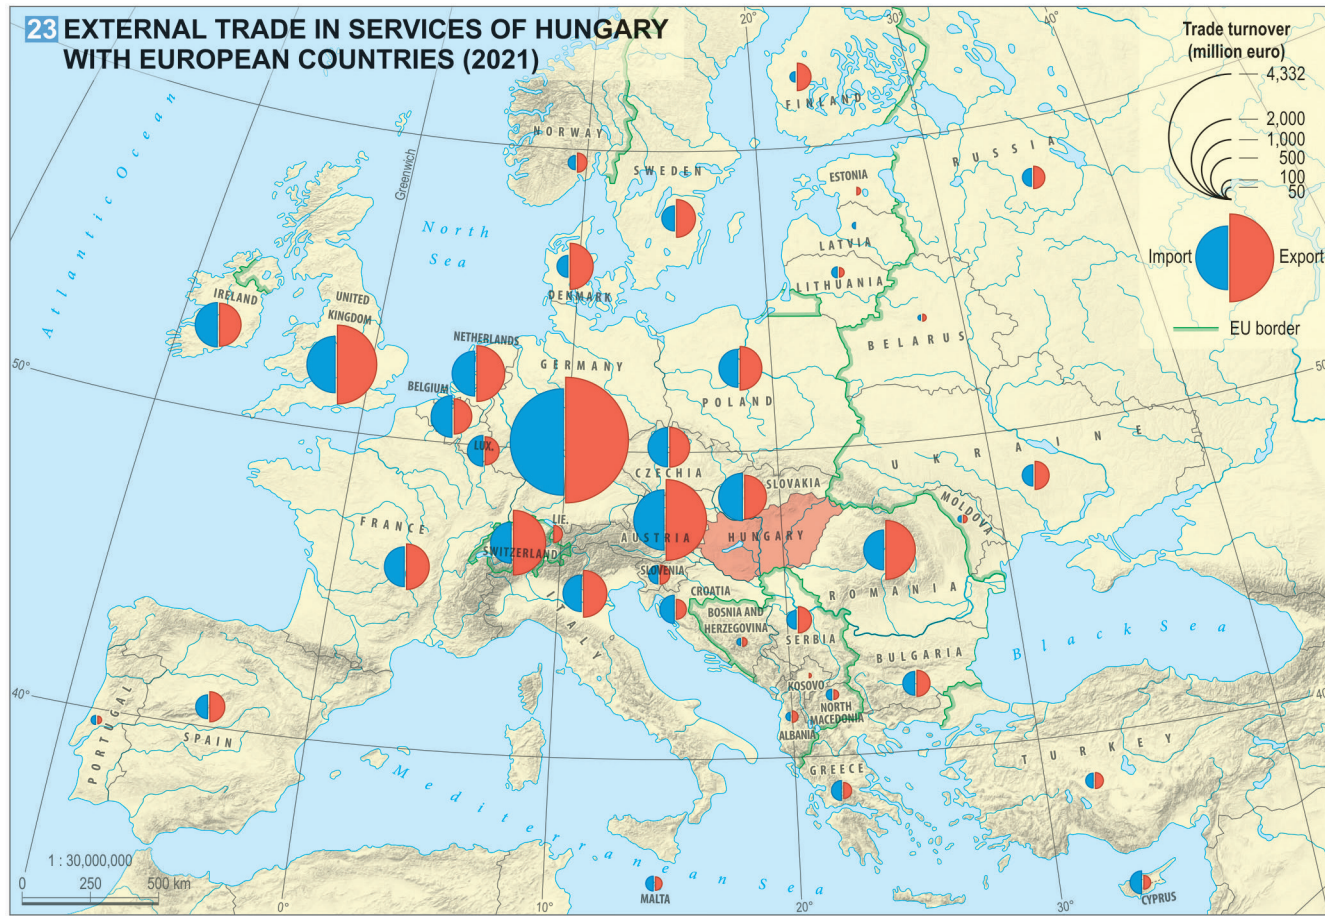 23 EXTERNAL TRADE IN SERVICES OF HUNGARY
WITH EUROPEAN COUNTRIES (2021)
20°
40°
Trade turnover
(million euro)
4,332
2,000
1,000
500
100
50
Import
Export
EU border
Atlantic Ocean
Greenwich
North
Sea
NORWAY
SWEDEN
FINLAND
RUSSIA
ESTONIA
LATVIA
LITHUANIA
BELARUS
DENMARK
IRELAND
UNITED
KINGDOM
NETHERLANDS
BELGIUM
GERMANY
POLAND
50°
50
LUX.
CZECHIA
SLOVAKIA
UKRAINE
MOLDOVA
FRANCE
LIE.
SWITZERLAND
AUSTRIA
HUNGARY
SLOVENIA
CROATIA
ITALY
BOSNIA AND
HERZEGOVINA
SERBIA
ROMANIA
Black Sea
BULGARIA
KOSOVO
NORTH
MACEDONIA
ALBANIA
40°
40
PORTUGAL
SPAIN
GREECE
TURKEY
Mediterranean Sea
MALTA
CYPRUS
1 : 30,000,000
0 250 500 km
0°
10°
20°
30°